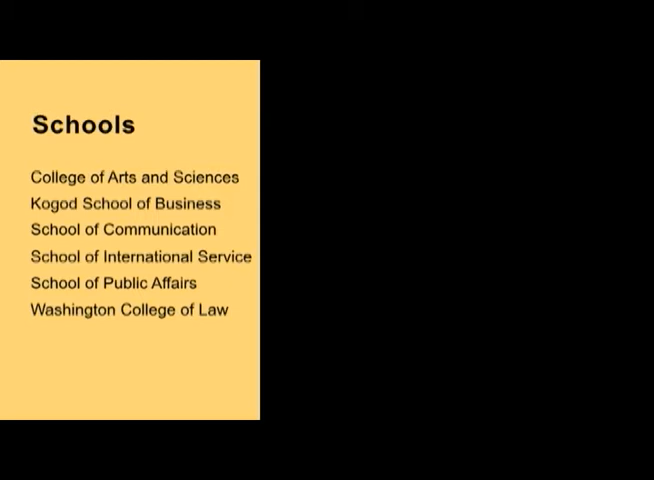 Schools
College of Arts and Sciences
Kogod School of Business
School of Communication
School of International Service
School of Public Affairs
Washington College of Law